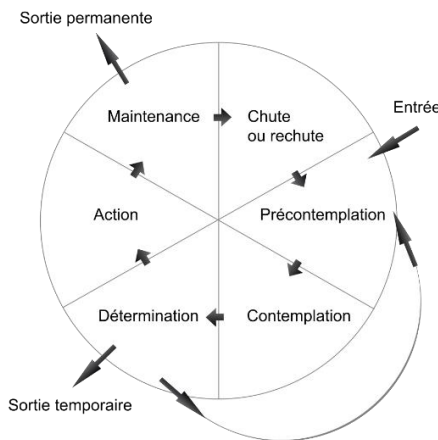 Sortie permanente
Maintenance
Chute
ou rechute
Entrée
Action
Précontemplation
Détermination
Contemplation
Sortie temporaire